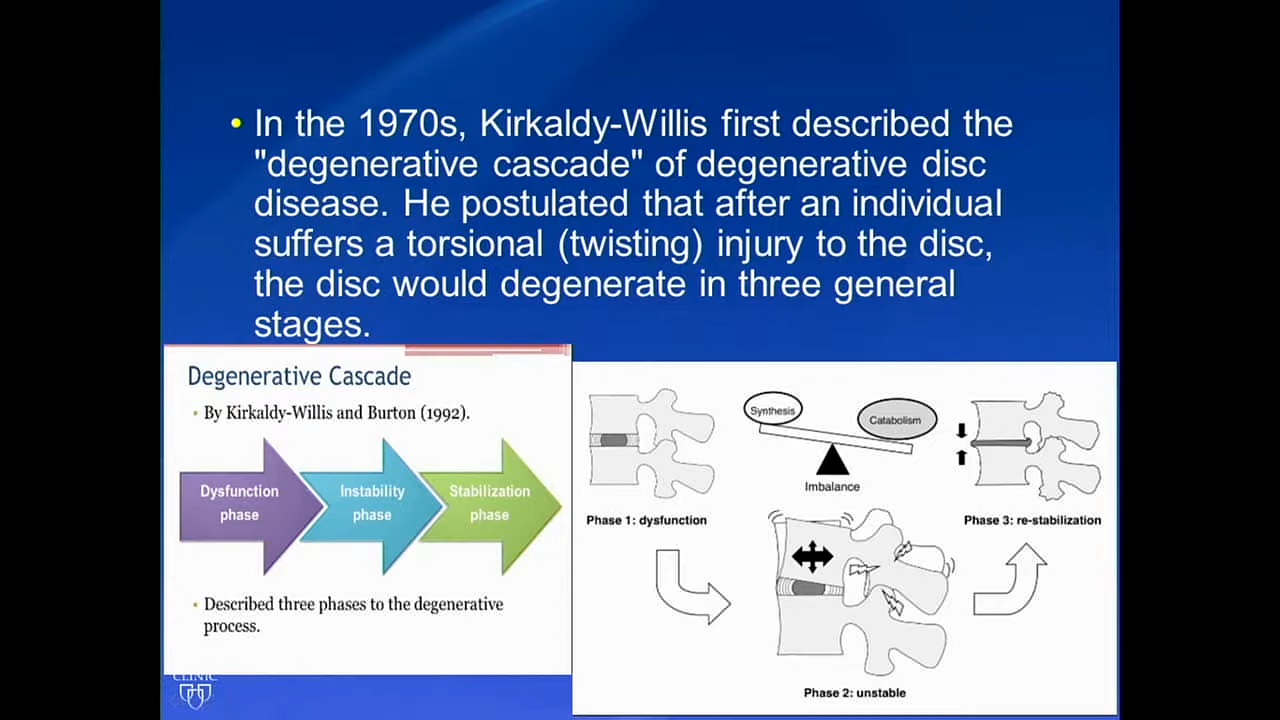 • In the 1970s, Kirkaldy-Willis first described the
"degenerative cascade" of degenerative disc
disease. He postulated that after an individual
suffers a torsional (twisting) injury to the disc,
the disc would degenerate in three general
stages.
Degenerative Cascade
• By Kirkaldy-Willis and Burton (1992).
Dysfunction
phase
Instability
phase
Stabilization
phase
• Described three phases to the degenerative
process.
Synthesis
Catabolism
Imbalance
Phase 1: dysfunction
Phase 3: re-stabilization
Phase 2: unstable
CLINIC